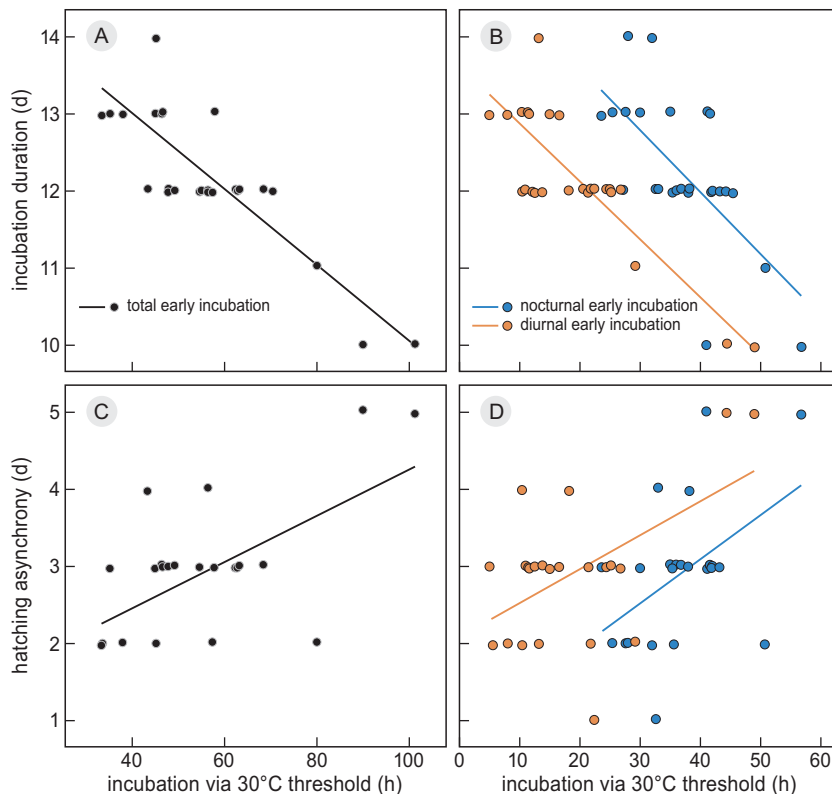 A
B
14
13
12
11
10
incubation duration (d)
total early incubation
nocturnal early incubation
diurnal early incubation
C
D
5
4
3
2
1
hatching asynchrony (d)
40 60 80 100
0 10 20 30 40 50 60
incubation via 30°C threshold (h)
incubation via 30°C threshold (h)